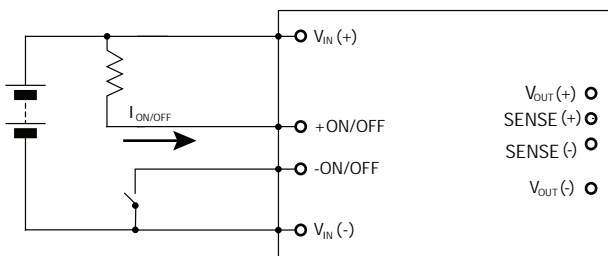 V_IN (+)
V_OUT (+)
I_ON/OFF
SENSE (+)
+ON/OFF
SENSE (-)
-ON/OFF
V_OUT (-)
V_IN (-)